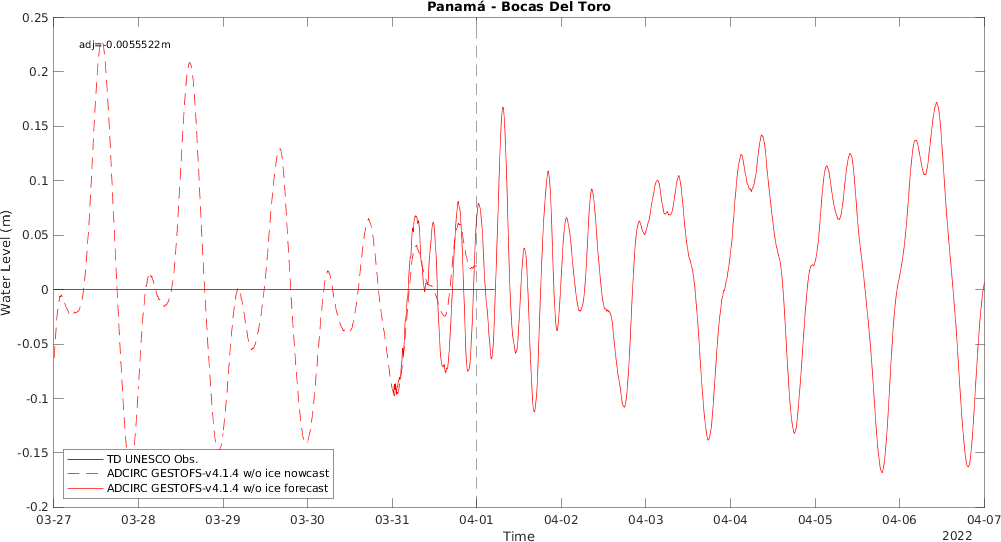 Panamá - Bocas Del Toro
adj=-0.0055522m
0.25
0.2
0.15
0.1
0.05
0
-0.05
-0.1
-0.15
-0.2
Water Level (m)
TD UNESCO Obs.
ADCIRC GESTOFS-v4.1.4 w/o ice nowcast
ADCIRC GESTOFS-v4.1.4 w/o ice forecast
03-27 03-28 03-29 03-30 03-31 04-01 04-02 04-03 04-04 04-05 04-06 04-07
Time
2022